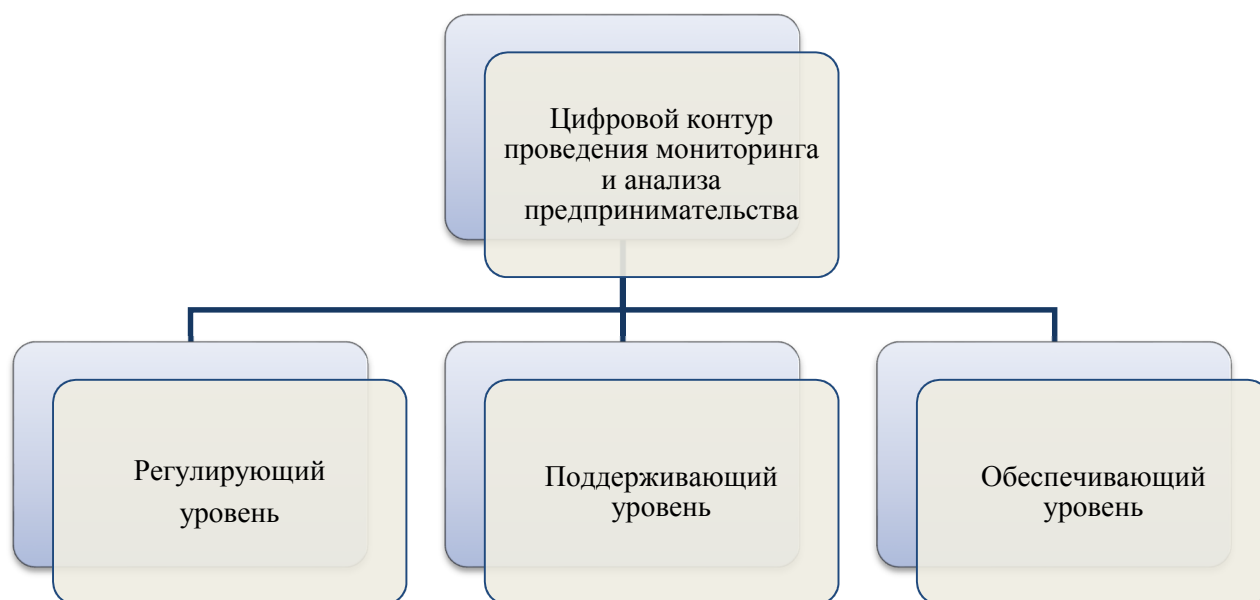 Цифровой контур
проведения мониторинга
и анализа
предпринимательства
Регулирующий
уровень
Поддерживающий
уровень
Обеспечивающий
уровень